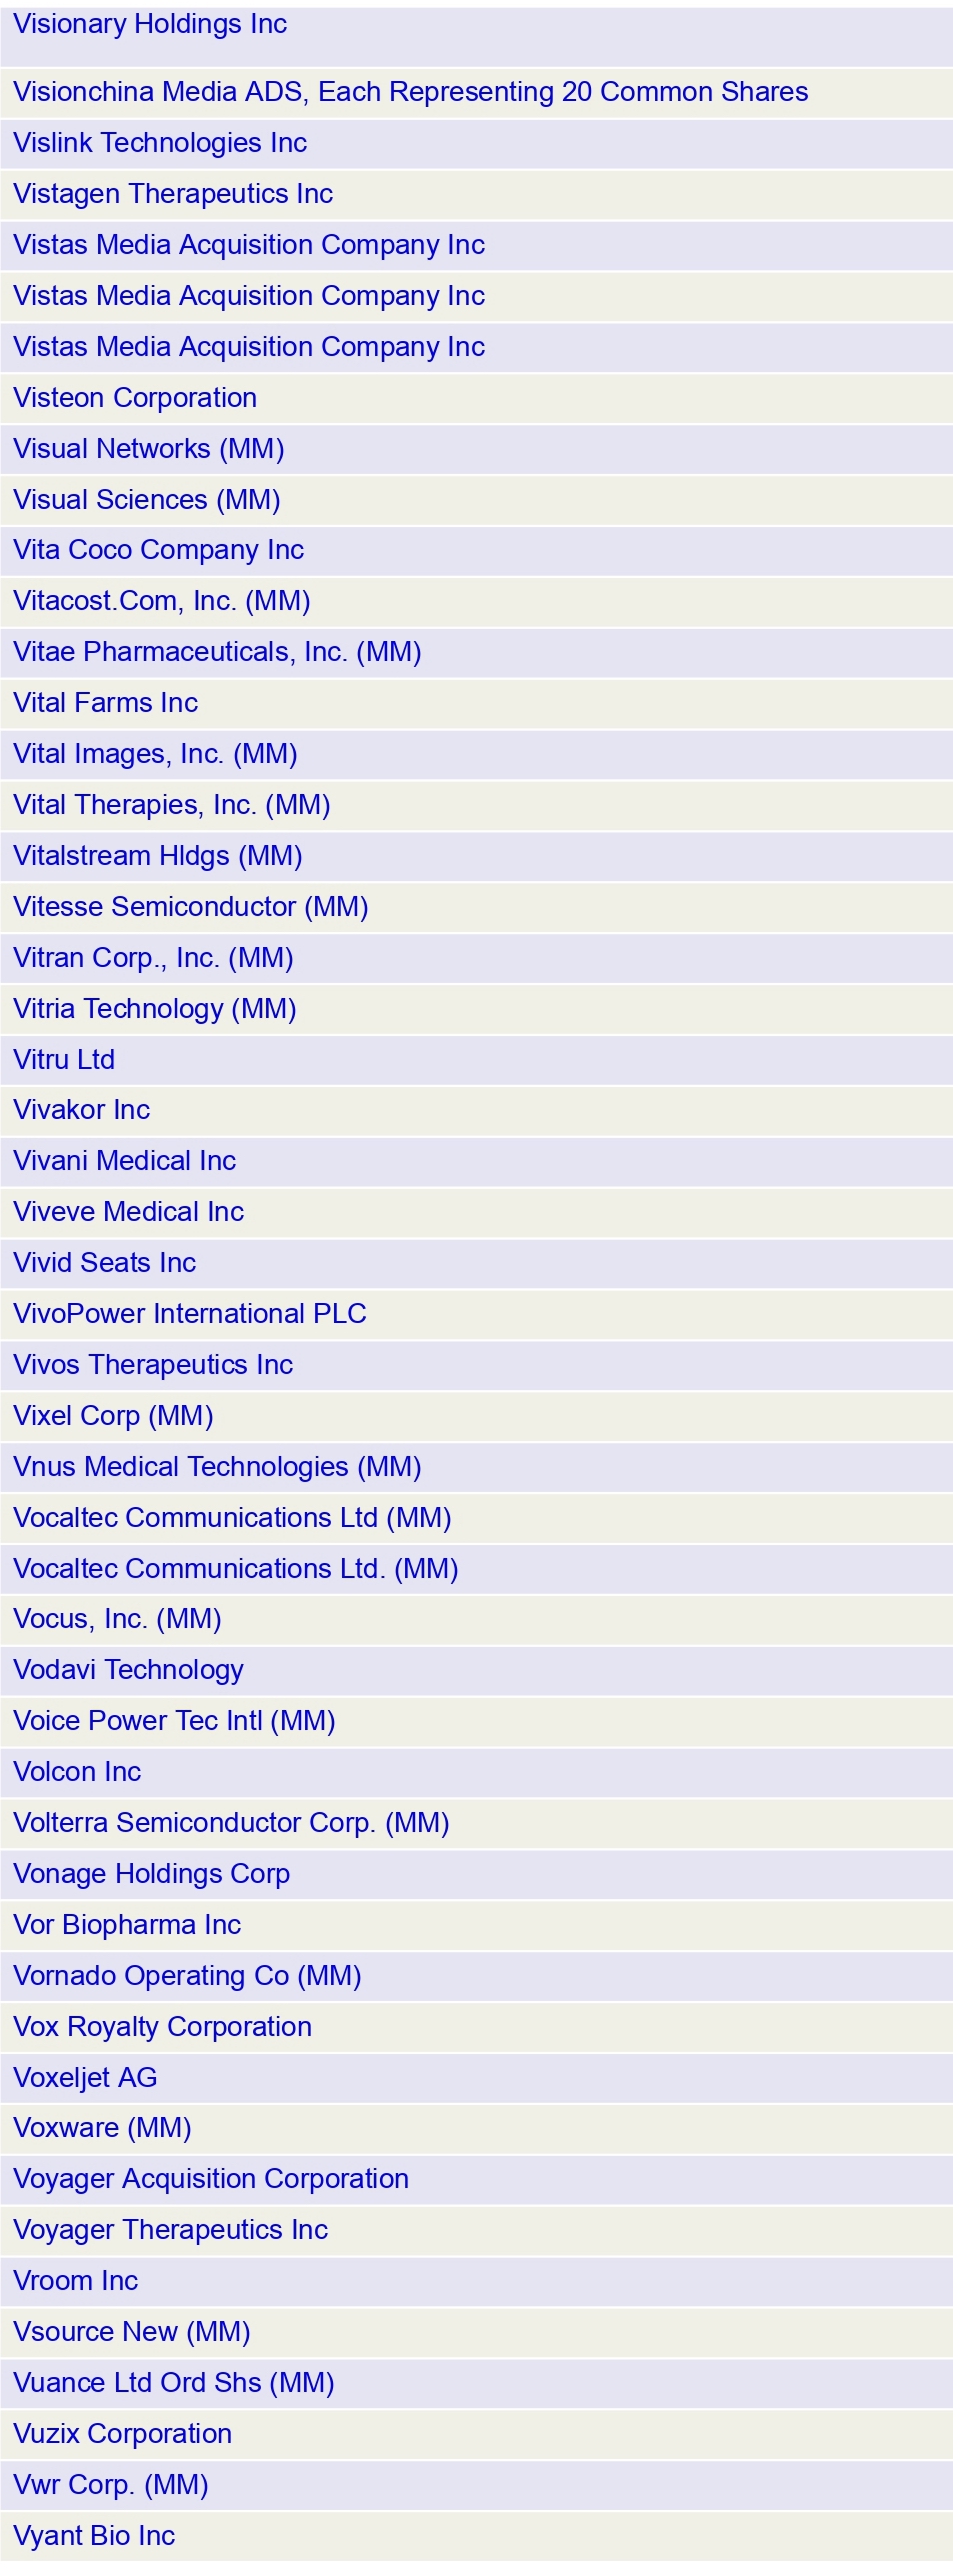 Visionary Holdings Inc
Visionchina Media ADS, Each Representing 20 Common Shares
Vislink Technologies Inc
Vistagen Therapeutics Inc
Vistas Media Acquisition Company Inc
Vistas Media Acquisition Company Inc
Vistas Media Acquisition Company Inc
Visteon Corporation
Visual Networks (MM)
Visual Sciences (MM)
Vita Coco Company Inc
Vitacost.Com, Inc. (MM)
Vitae Pharmaceuticals, Inc. (MM)
Vital Farms Inc
Vital Images, Inc. (MM)
Vital Therapies, Inc. (MM)
Vitalstream Hldgs (MM)
Vitesse Semiconductor (MM)
Vitran Corp., Inc. (MM)
Vitria Technology (MM)
Vitru Ltd
Vivakor Inc
Vivani Medical Inc
Viveve Medical Inc
Vivid Seats Inc
VivoPower International PLC
Vivos Therapeutics Inc
Vixel Corp (MM)
Vnus Medical Technologies (MM)
Vocaltec Communications Ltd (MM)
Vocaltec Communications Ltd. (MM)
Vocus, Inc. (MM)
Vodavi Technology
Voice Power Tec Intl (MM)
Volcon Inc
Volterra Semiconductor Corp. (MM)
Vonage Holdings Corp
Vor Biopharma Inc
Vornado Operating Co (MM)
Vox Royalty Corporation
Voxeljet AG
Voxware (MM)
Voyager Acquisition Corporation
Voyager Therapeutics Inc
Vroom Inc
Vsource New (MM)
Vuance Ltd Ord Shs (MM)
Vuzix Corporation
Vwr Corp. (MM)
Vyant Bio Inc